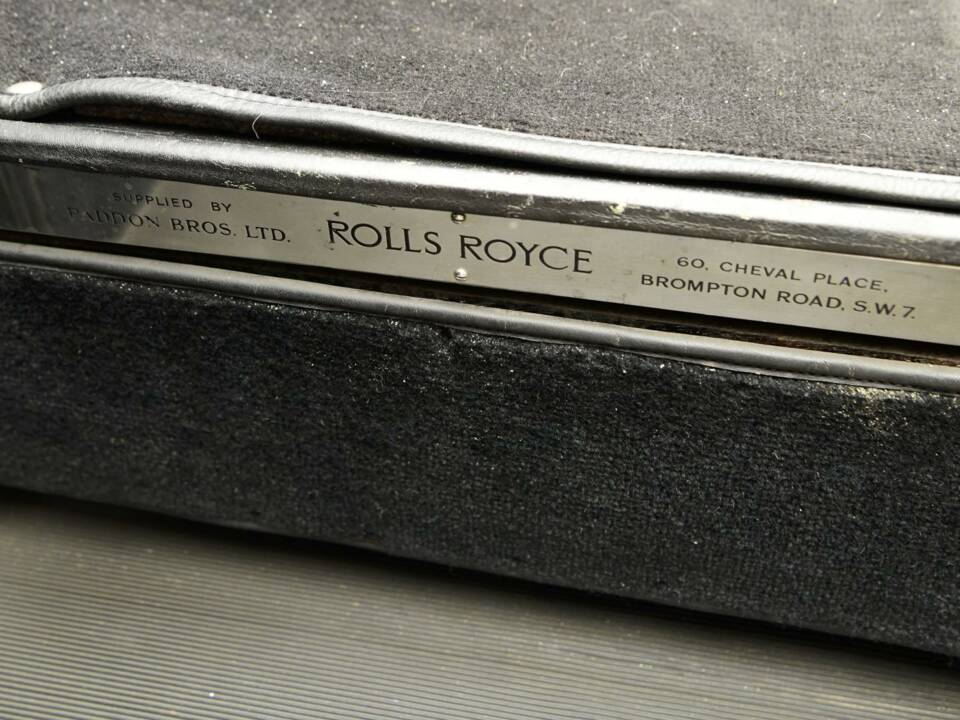 SUPPLIED BY
PADDON BROS. LTD.
ROLLS ROYCE
60, CHEVAL PLACE,
BROMPTON ROAD, S.W.7.